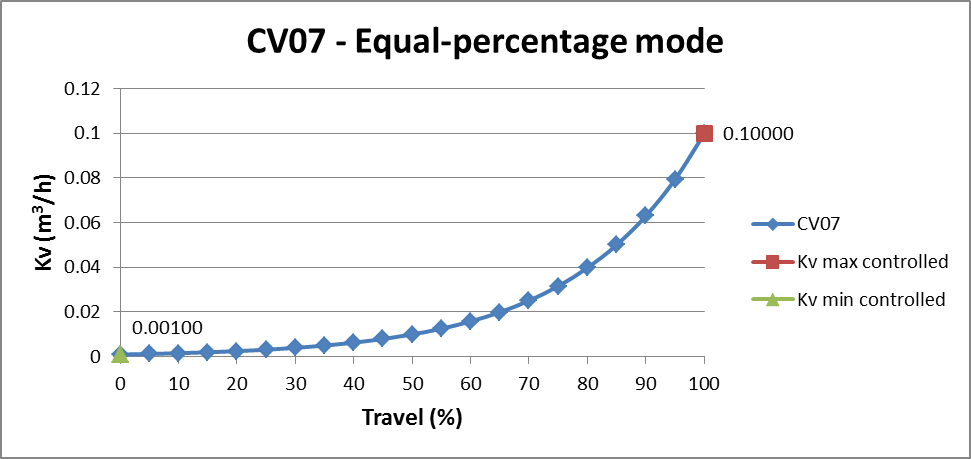 CV07 - Equal-percentage mode
0.12
0.1
0.08
0.06
0.04
0.02
0
Kv (m³/h)
0.00100
0.10000
0 10 20 30 40 50 60 70 80 90 100
Travel (%)
CV07
Kv max controlled
Kv min controlled